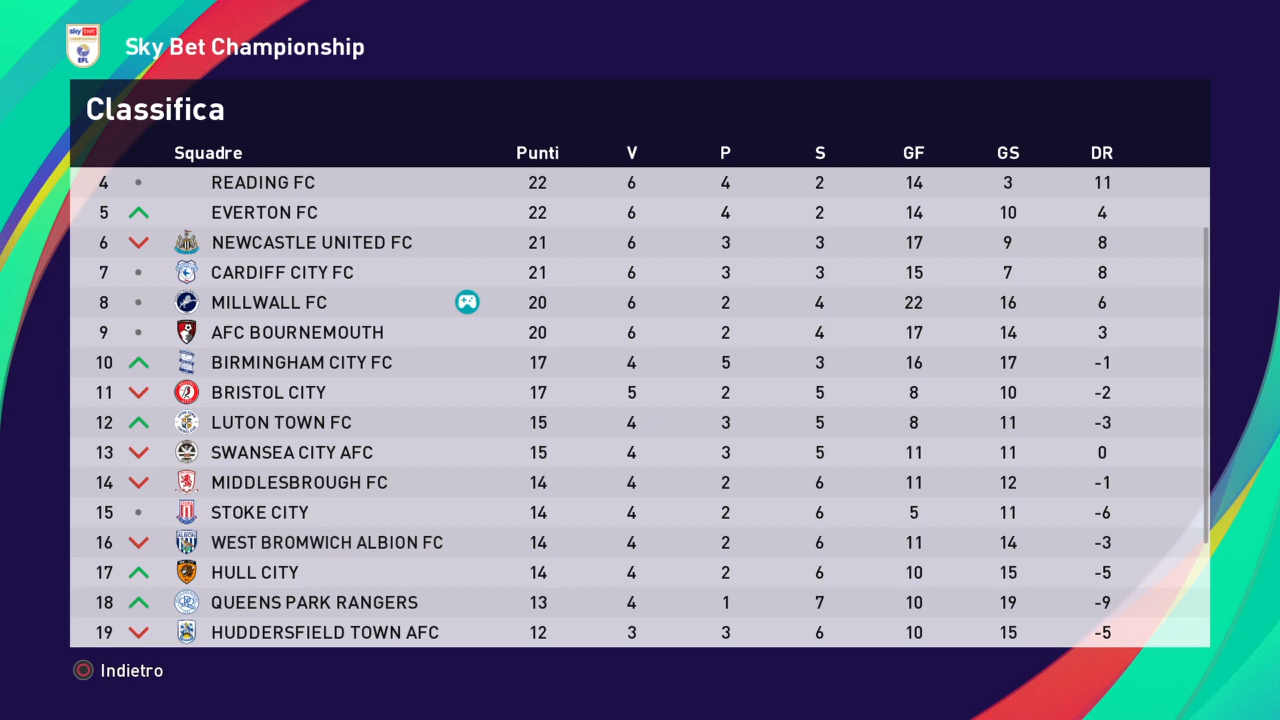 sky bet
EFL
Sky Bet Championship
Classifica
Squadre Punti V P S GF GS DR
4 READING FC 22 6 4 2 14 3 11
5 EVERTON FC 22 6 4 2 14 10 4
6 NEWCASTLE UNITED FC 21 6 3 3 17 9 8
7 CARDIFF CITY FC 21 6 3 3 15 7 8
8 MILLWALL FC 20 6 2 4 22 16 6
9 AFC BOURNEMOUTH 20 6 2 4 17 14 3
10 BIRMINGHAM CITY FC 17 4 5 3 16 17 -1
11 BRISTOL CITY 17 5 2 5 8 10 -2
12 LUTON TOWN FC 15 4 3 5 8 11 -3
13 SWANSEA CITY AFC 15 4 3 5 11 11 0
14 MIDDLESBROUGH FC 14 4 2 6 11 12 -1
15 STOKE CITY 14 4 2 6 5 11 -6
16 WEST BROMWICH ALBION FC 14 4 2 6 11 14 -3
17 HULL CITY 14 4 2 6 10 15 -5
18 QUEENS PARK RANGERS 13 4 1 7 10 19 -9
19 HUDDERSFIELD TOWN AFC 12 3 3 6 10 15 -5
Indietro